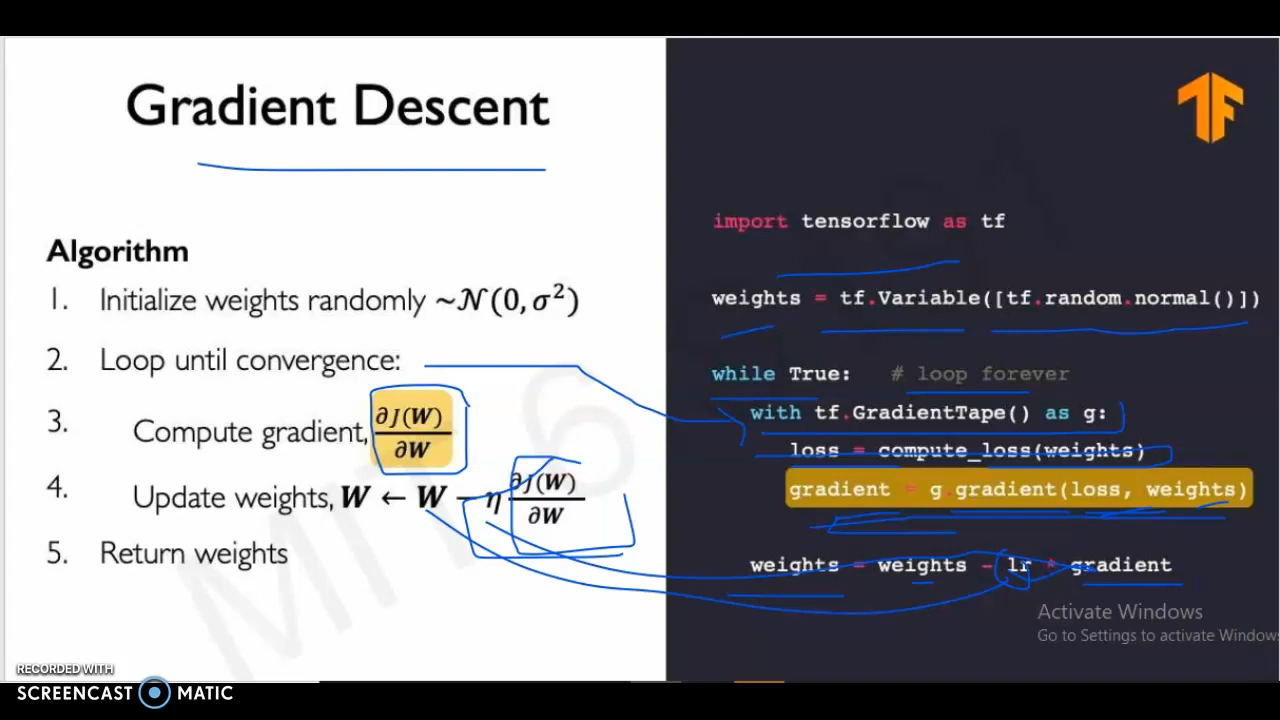 Gradient Descent
Algorithm
1. Initialize weights randomly ~𝒩(0, σ²)
2. Loop until convergence:
3. Compute gradient, ∂J(W)/∂W
4. Update weights, W ← W − η ∂J(W)/∂W
5. Return weights
import tensorflow as tf
weights = tf.Variable([tf.random.normal()])
while True: # loop forever
with tf.GradientTape() as g:
loss = compute_loss(weights)
gradient = g.gradient(loss, weights)
weights = weights - lr * gradient
Activate Windows
Go to Settings to activate Windows
RECORDED WITH
SCREENCAST MATIC